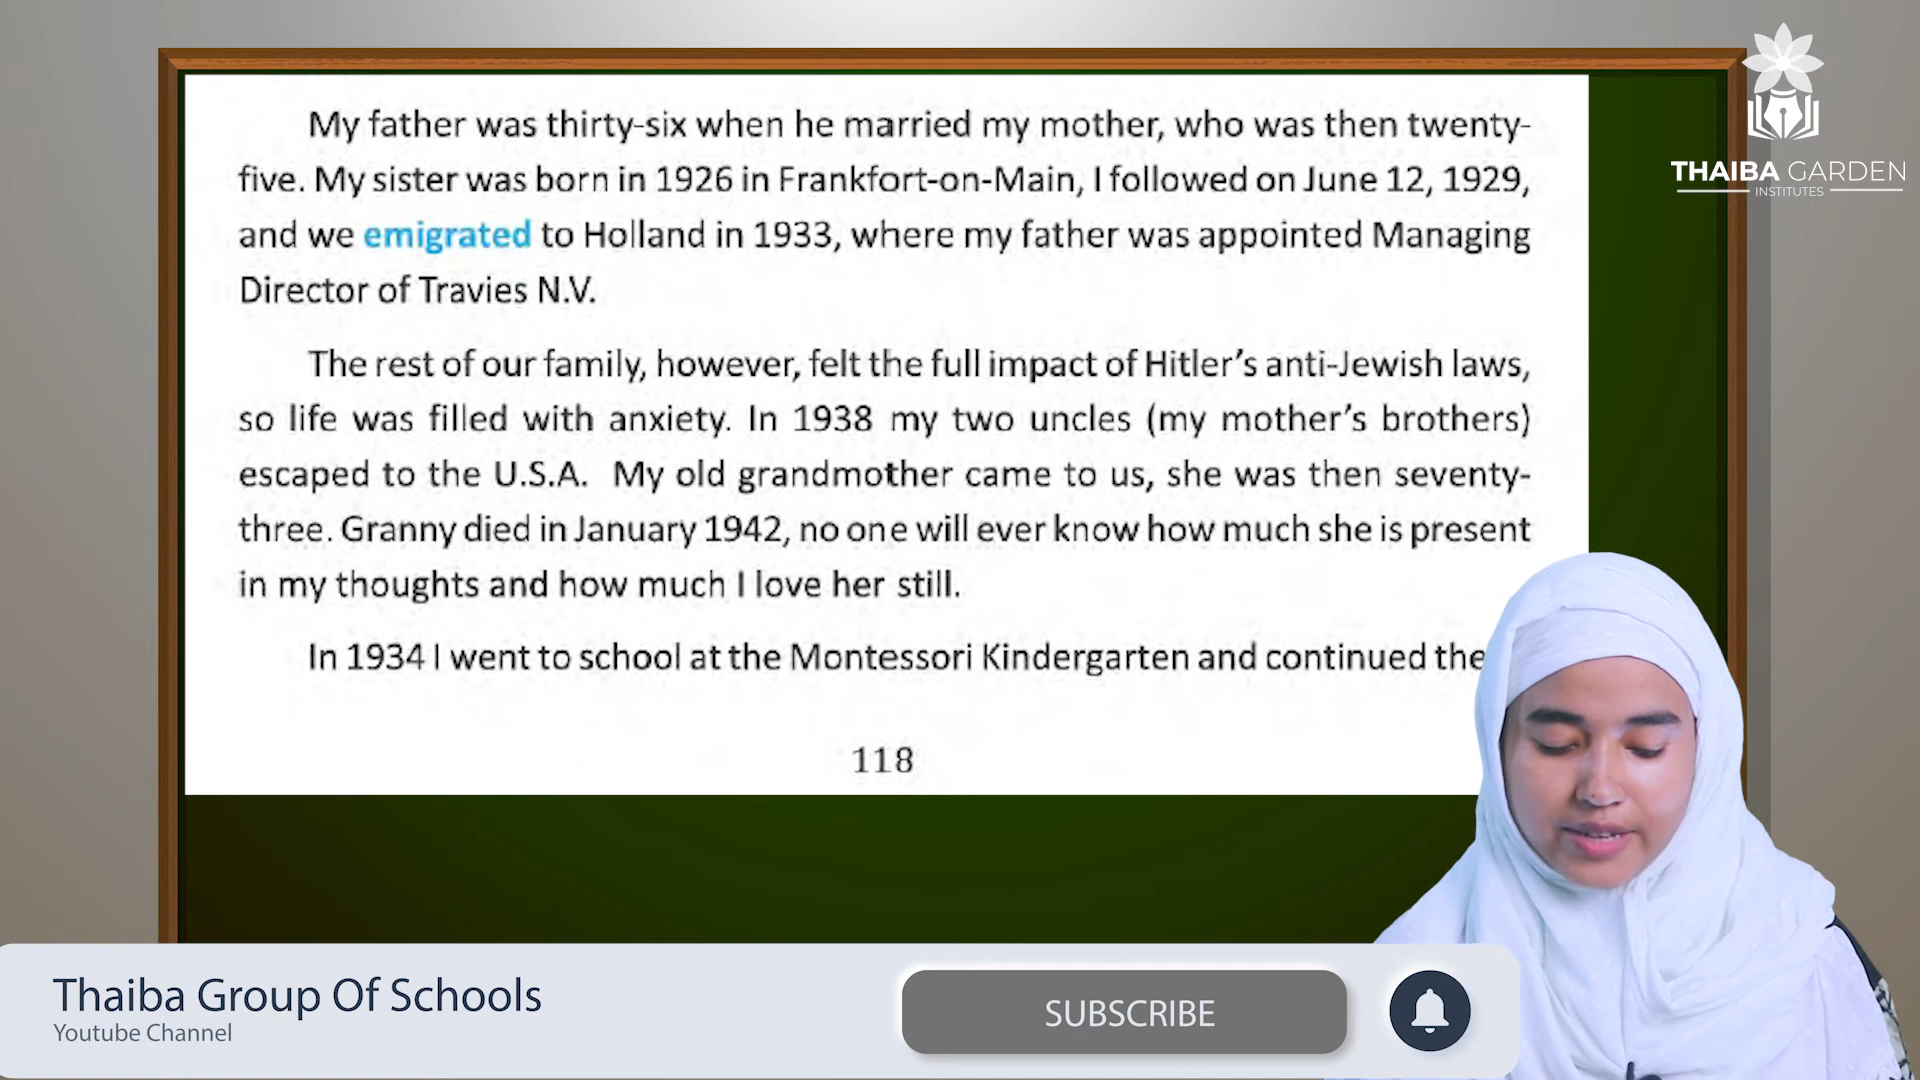 My father was thirty-six when he married my mother, who was then twenty-
five. My sister was born in 1926 in Frankfort-on-Main, I followed on June 12, 1929,
and we emigrated to Holland in 1933, where my father was appointed Managing
Director of Travies N.V.
The rest of our family, however, felt the full impact of Hitler's anti-Jewish laws,
so life was filled with anxiety. In 1938 my two uncles (my mother's brothers)
escaped to the U.S.A. My old grandmother came to us, she was then seventy-
three. Granny died in January 1942, no one will ever know how much she is present
in my thoughts and how much I love her still.
In 1934 I went to school at the Montessori Kindergarten and continued the
118
THAIBA GARDEN
INSTITUTES
Thaiba Group Of Schools
Youtube Channel
SUBSCRIBE